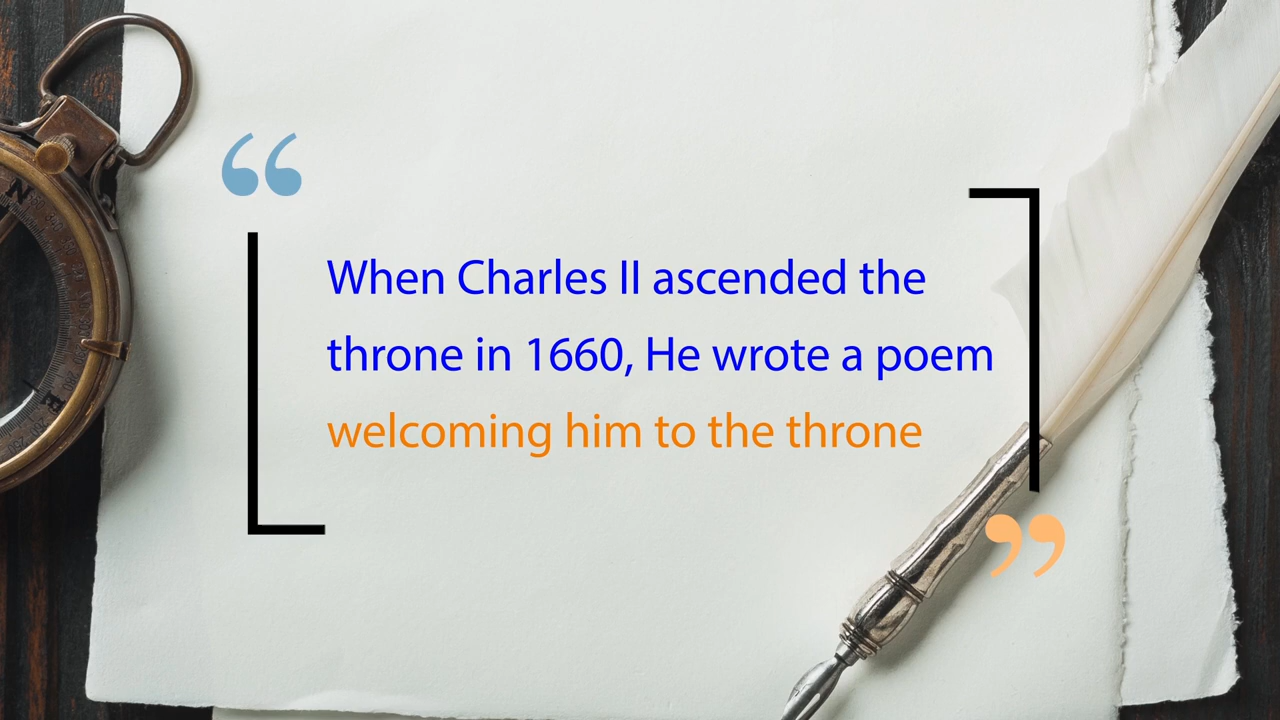 “
When Charles II ascended the
throne in 1660, He wrote a poem
welcoming him to the throne
”
N
E